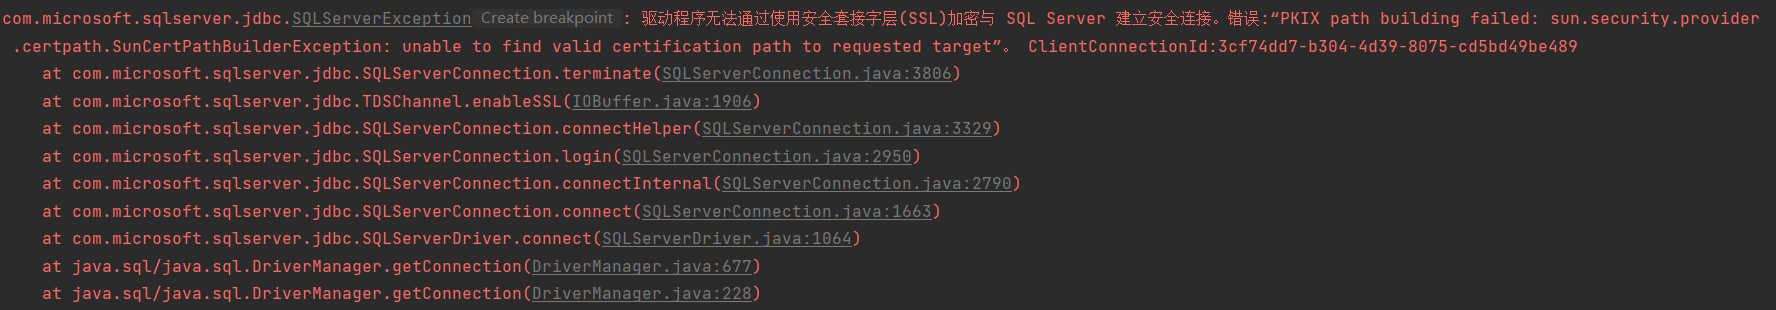 com.microsoft.sqlserver.jdbc.SQLServerException Create breakpoint : 驱动程序无法通过使用安全套接字层(SSL)加密与 SQL Server 建立安全连接。错误:“PKIX path building failed: sun.security.provider
.certpath.SunCertPathBuilderException: unable to find valid certification path to requested target”。 ClientConnectionId:3cf74dd7-b304-4d39-8075-cd5bd49be489
at com.microsoft.sqlserver.jdbc.SQLServerConnection.terminate(SQLServerConnection.java:3806)
at com.microsoft.sqlserver.jdbc.TDSChannel.enableSSL(IOBuffer.java:1906)
at com.microsoft.sqlserver.jdbc.SQLServerConnection.connectHelper(SQLServerConnection.java:3329)
at com.microsoft.sqlserver.jdbc.SQLServerConnection.login(SQLServerConnection.java:2950)
at com.microsoft.sqlserver.jdbc.SQLServerConnection.connectInternal(SQLServerConnection.java:2790)
at com.microsoft.sqlserver.jdbc.SQLServerConnection.connect(SQLServerConnection.java:1663)
at com.microsoft.sqlserver.jdbc.SQLServerDriver.connect(SQLServerDriver.java:1064)
at java.sql/java.sql.DriverManager.getConnection(DriverManager.java:677)
at java.sql/java.sql.DriverManager.getConnection(DriverManager.java:228)